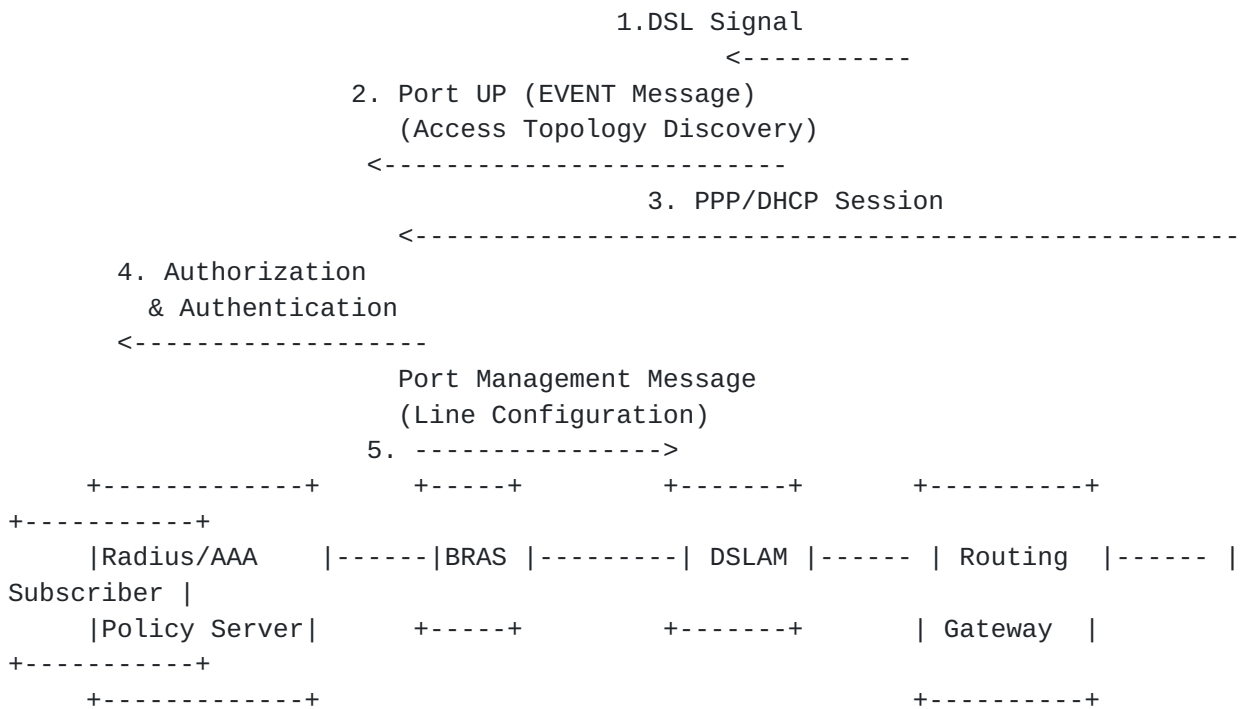 1.DSL Signal
                                              <-----------
                      2. Port UP (EVENT Message)
                         (Access Topology Discovery)
                       <--------------------------
                                         3. PPP/DHCP Session
                         <-----------------------------------------------------
       4. Authorization
         & Authentication
       <-------------------
                         Port Management Message
                         (Line Configuration)
                       5. ---------------->
     +-------------+      +-----+         +-------+       +----------+
+-----------+
     |Radius/AAA    |------|BRAS |---------| DSLAM |------ | Routing  |------ |
Subscriber |
     |Policy Server|      +-----+         +-------+       | Gateway  |
+-----------+
     +-------------+                                      +----------+